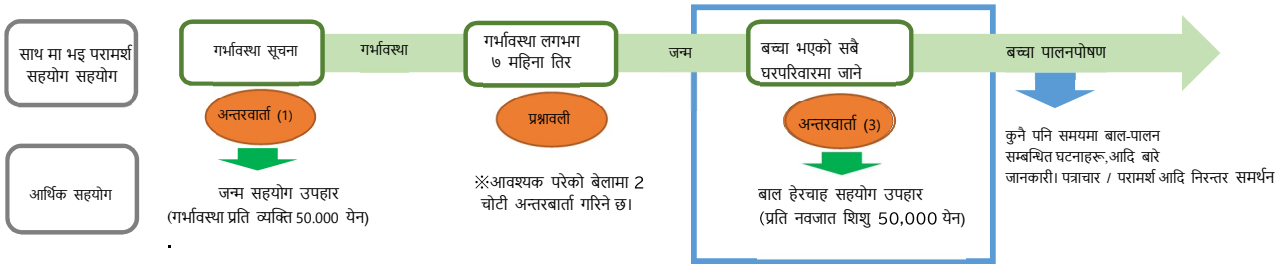 साथ मा भइ परामर्श
सहयोग सहयोग
गर्भावस्था सूचना
गर्भावस्था
गर्भावस्था लगभग
७ महिना तिर
जन्म
बच्चा भएको सबै
घरपरिवारमा जाने
बच्चा पालनपोषण
अन्तरवार्ता (1)
प्रश्नावली
अन्तरवार्ता (3)
कुनै पनि समयमा बाल-पालन
सम्बन्धित घटनाहरू,आदि बारे
जानकारी। पत्राचार / परामर्श आदि निरन्तर समर्थन
आर्थिक सहयोग
जन्म सहयोग उपहार
(गर्भावस्था प्रति व्यक्ति 50.000 येन)
.
※आवश्यक परेको बेलामा 2
चोटी अन्तरबार्ता गरिने छ।
बाल हेरचाह सहयोग उपहार
(प्रति नवजात शिशु 50,000 येन)